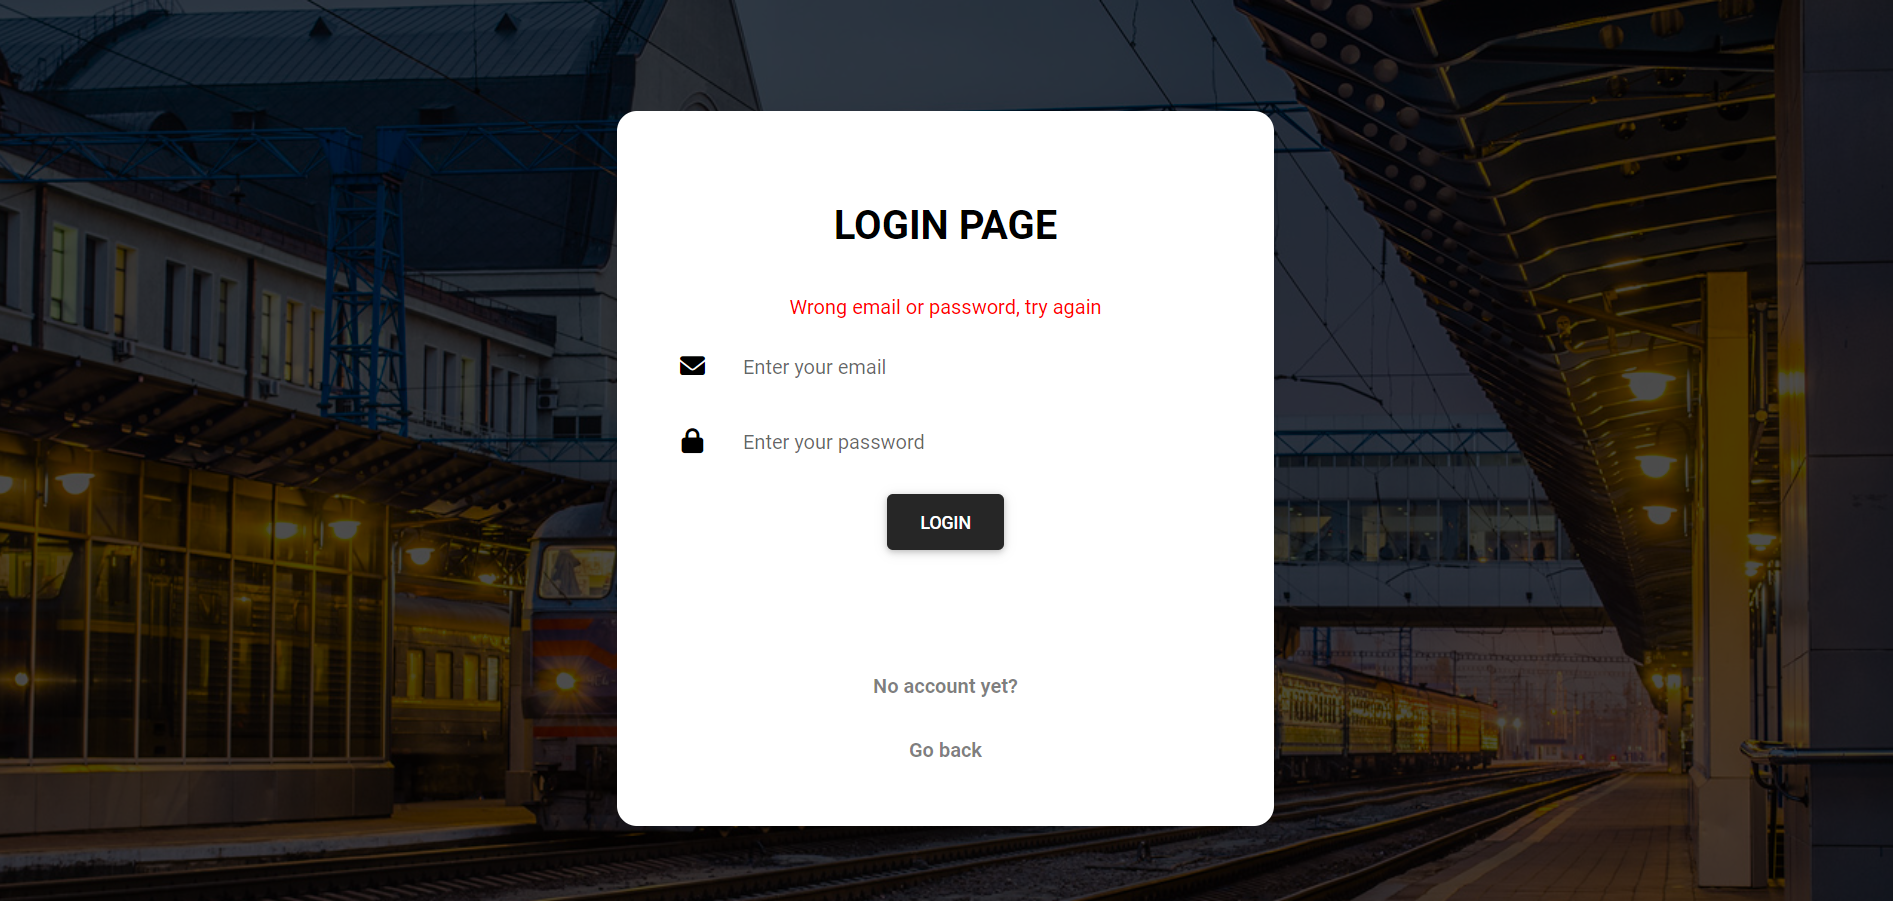 LOGIN PAGE
Wrong email or password, try again
Enter your email
Enter your password
LOGIN
No account yet?
Go back